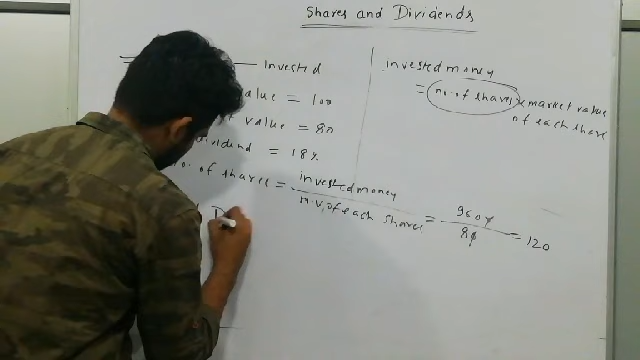 Shares and Dividends
Invested
value = 100
value = 80
dividend = 18%
no. of shares = invested money
m.v. of each shares
= 9600
80
= 120
D
invested money
= no. of shares × market value
of each share